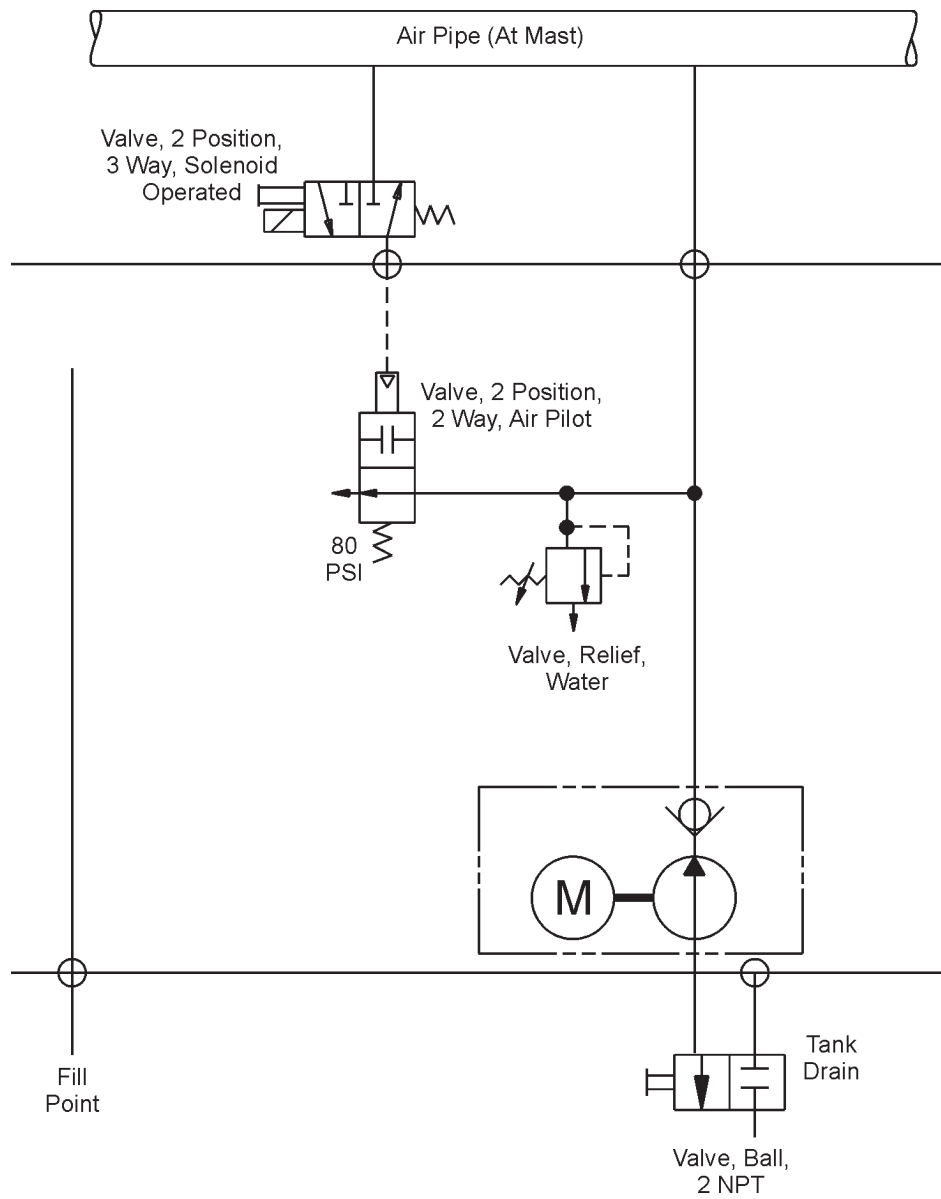 Air Pipe (At Mast)
Valve, 2 Position,
3 Way, Solenoid
Operated
Valve, 2 Position,
2 Way, Air Pilot
80
PSI
Valve, Relief,
Water
M
Tank
Drain
Fill
Point
Valve, Ball,
2 NPT